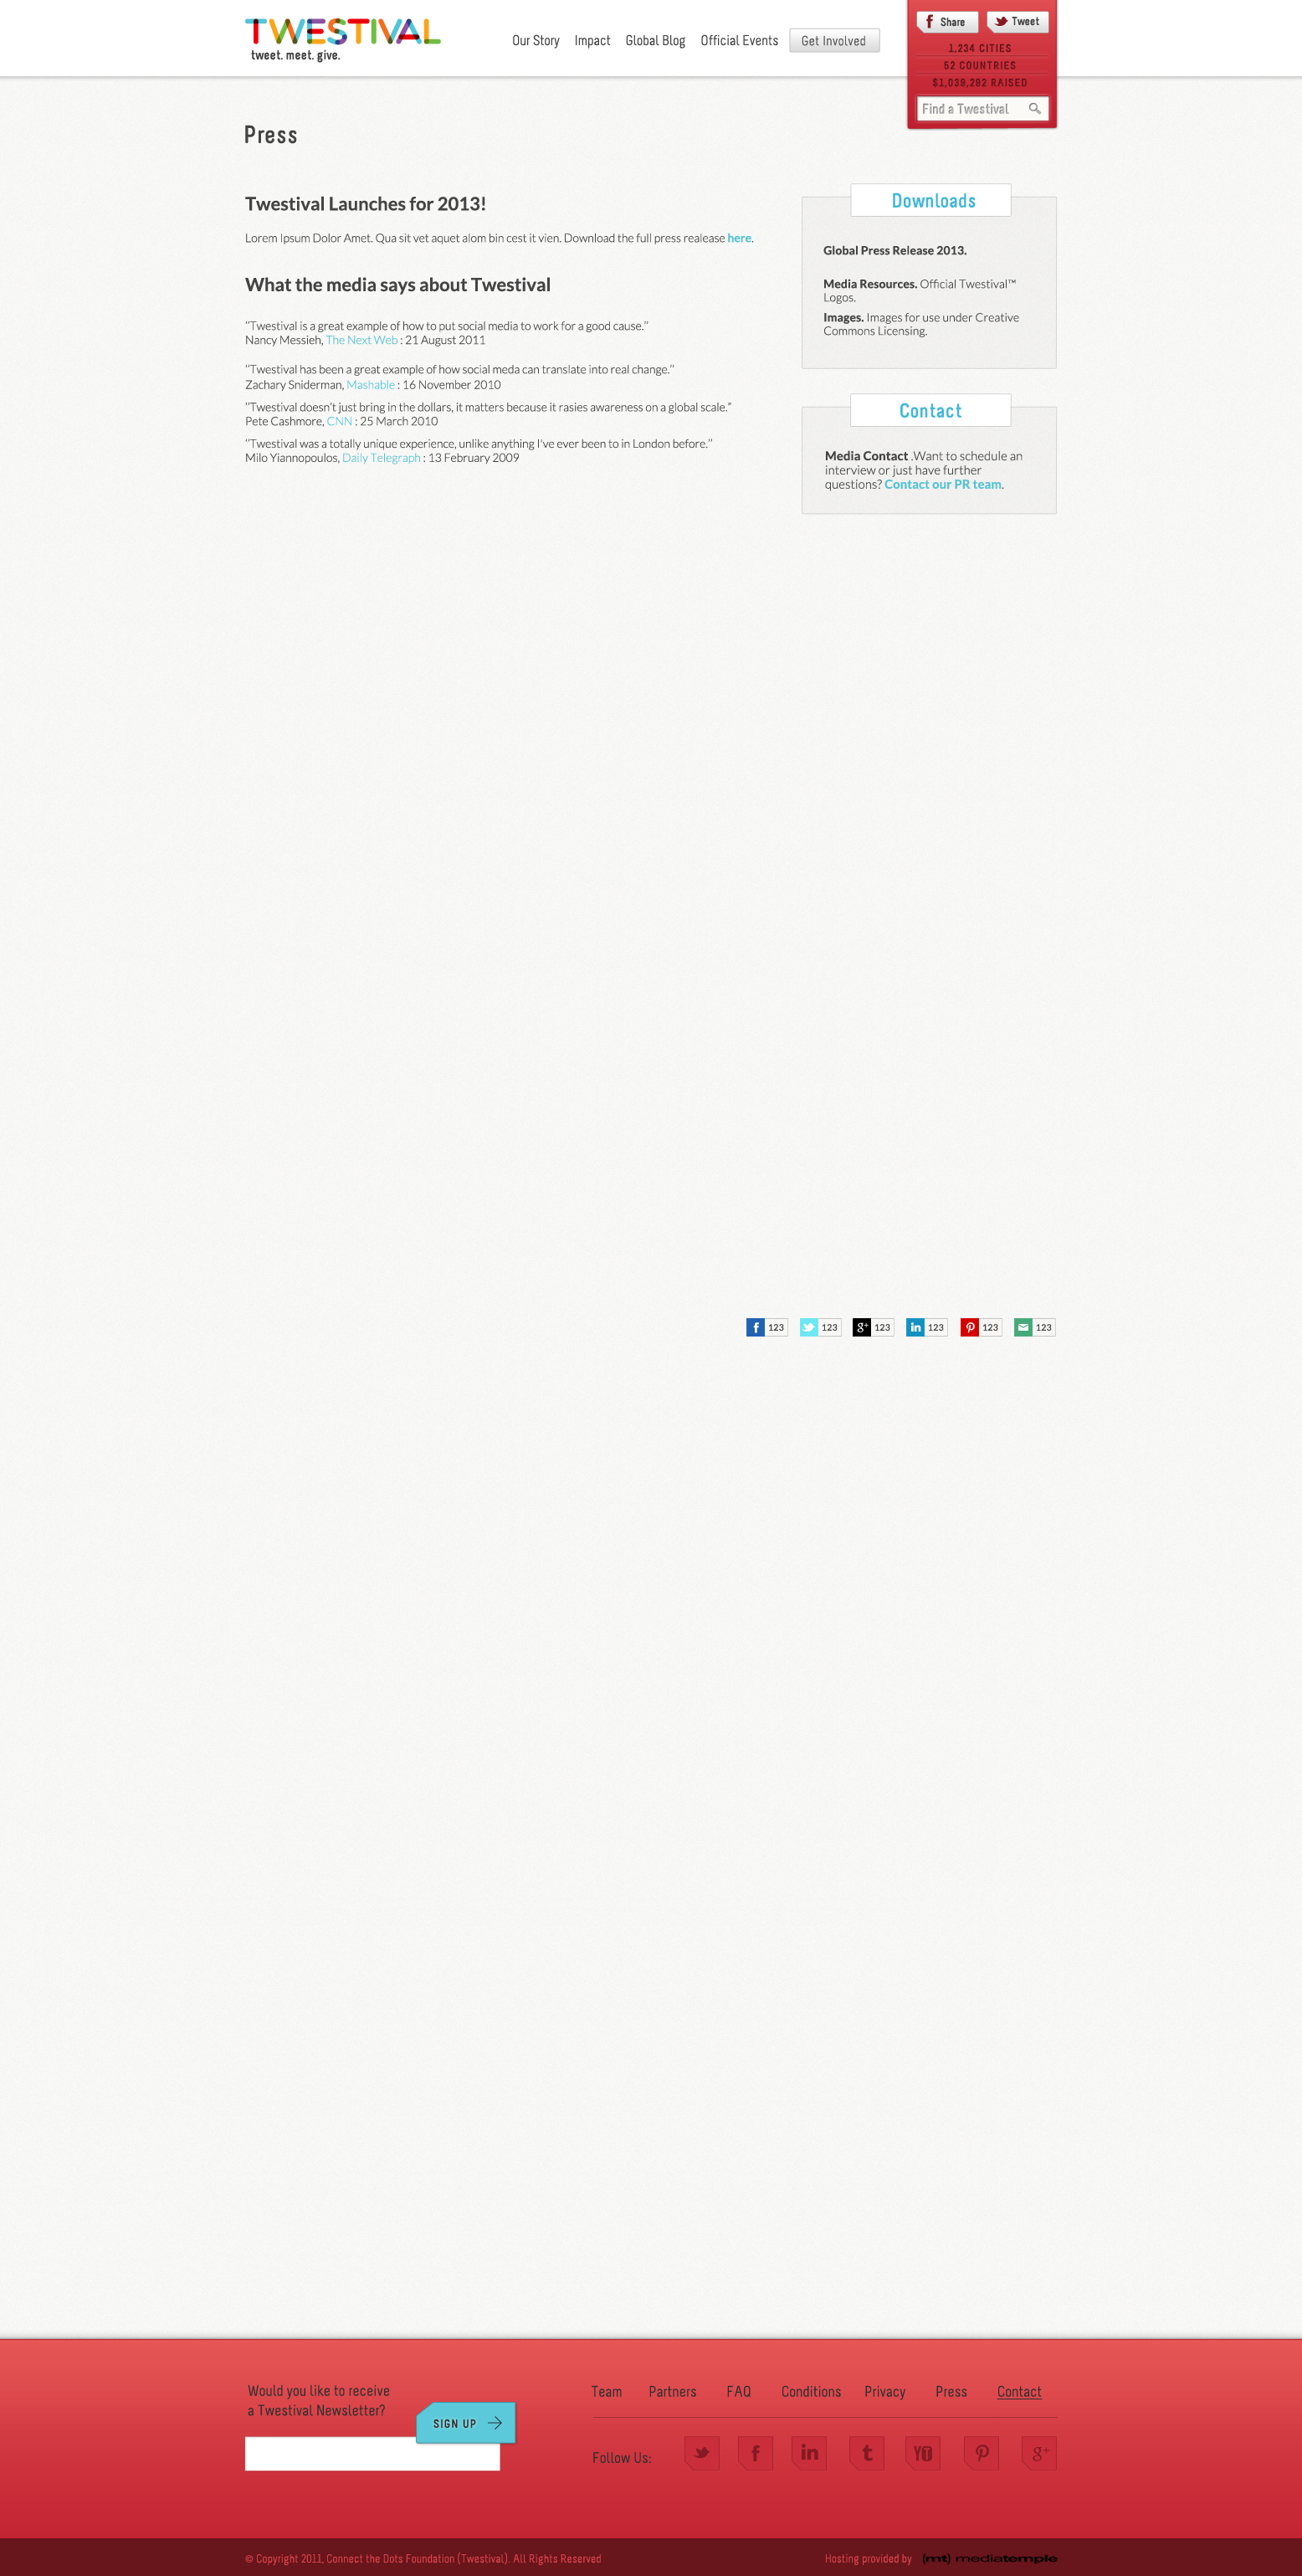 TWESTIVAL
tweet. meet. give.
Our Story Impact Global Blog Official Events Get Involved
Share Tweet
1,234 CITIES
52 COUNTRIES
$1,039,292 RAISED
Find a Twestival
Press
Twestival Launches for 2013!
Lorem Ipsum Dolor Amet. Qua sit vet aquet alom bin cest it vien. Download the full press realease here.
What the media says about Twestival
"Twestival is a great example of how to put social media to work for a good cause."
Nancy Messieh, The Next Web : 21 August 2011
"Twestival has been a great example of how social meda can translate into real change."
Zachary Sniderman, Mashable : 16 November 2010
"Twestival doesn't just bring in the dollars, it matters because it rasies awareness on a global scale."
Pete Cashmore, CNN : 25 March 2010
"Twestival was a totally unique experience, unlike anything I've ever been to in London before."
Milo Yiannopoulos, Daily Telegraph : 13 February 2009
Downloads
Global Press Release 2013.
Media Resources. Official Twestival™
Logos.
Images. Images for use under Creative
Commons Licensing.
Contact
Media Contact .Want to schedule an
interview or just have further
questions? Contact our PR team.
f 123 123 g+ 123 in 123 123 123
Would you like to receive
a Twestival Newsletter?
SIGN UP
Team Partners FAQ Conditions Privacy Press Contact
Follow Us: f in t YT g+
© Copyright 2011, Connect the Dots Foundation (Twestival). All Rights Reserved
Hosting provided by (mt) mediatemple